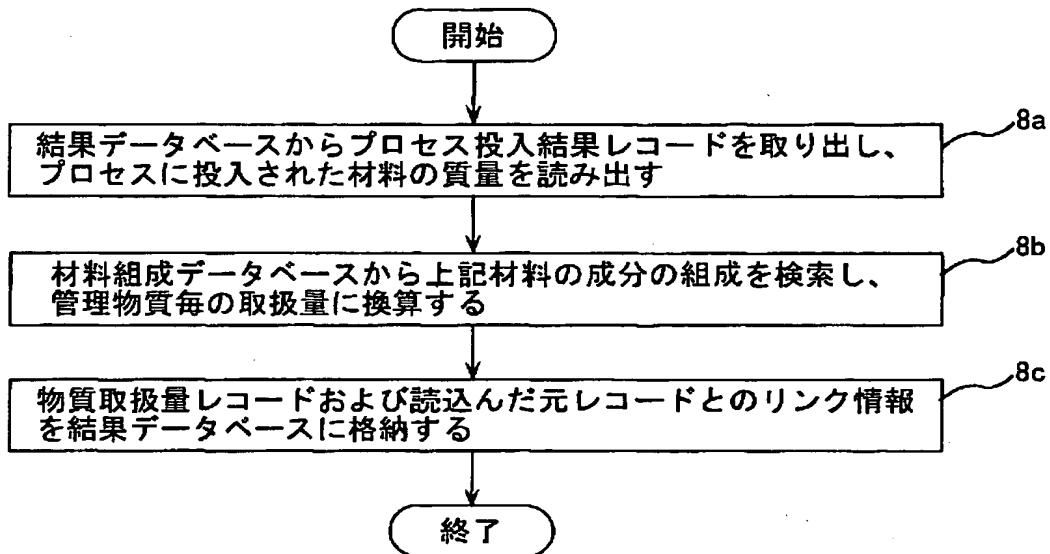 開始
8a
結果データベースからプロセス投入結果レコードを取り出し、
プロセスに投入された材料の質量を読み出す
8b
材料組成データベースから上記材料の成分の組成を検索し、
管理物質毎の取扱量に換算する
8c
物質取扱量レコードおよび読込んだ元レコードとのリンク情報
を結果データベースに格納する
終了